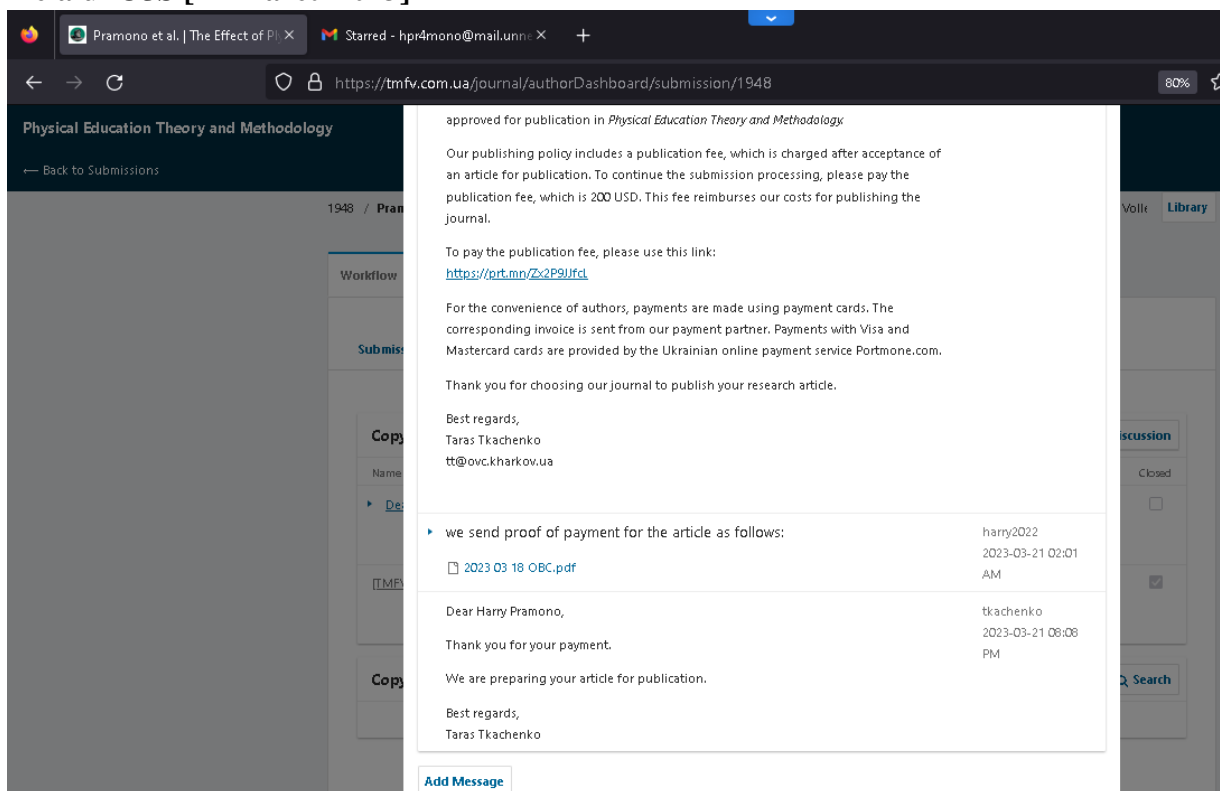 Pramono et al. | The Effect of Pl
Starred - hpr4mono@mail.unne
https://tmfv.com.ua/journal/authorDashboard/submission/1948
80%
Physical Education Theory and Methodology
← Back to Submissions
approved for publication in Physical Education Theory and Methodology.
Our publishing policy includes a publication fee, which is charged after acceptance of
an article for publication. To continue the submission processing, please pay the
publication fee, which is 200 USD. This fee reimburses our costs for publishing the
journal.
1948 / Pram
Volle
Library
To pay the publication fee, please use this link:
https://prt.mn/Zx2P9JJfcL
Workflow
For the convenience of authors, payments are made using payment cards. The
corresponding invoice is sent from our payment partner. Payments with Visa and
Mastercard cards are provided by the Ukrainian online payment service Portmone.com.
Submiss
Thank you for choosing our journal to publish your research article.
Best regards,
Taras Tkachenko
tt@ovc.kharkov.ua
Copy
iscussion
Name
Closed
Dea
we send proof of payment for the article as follows:
harry2022
2023-03-21 02:01
AM
2023 03 18 OBC.pdf
[TMFV
Dear Harry Pramono,
tkachenko
2023-03-21 08:08
PM
Thank you for your payment.
We are preparing your article for publication.
Copy
Search
Best regards,
Taras Tkachenko
Add Message